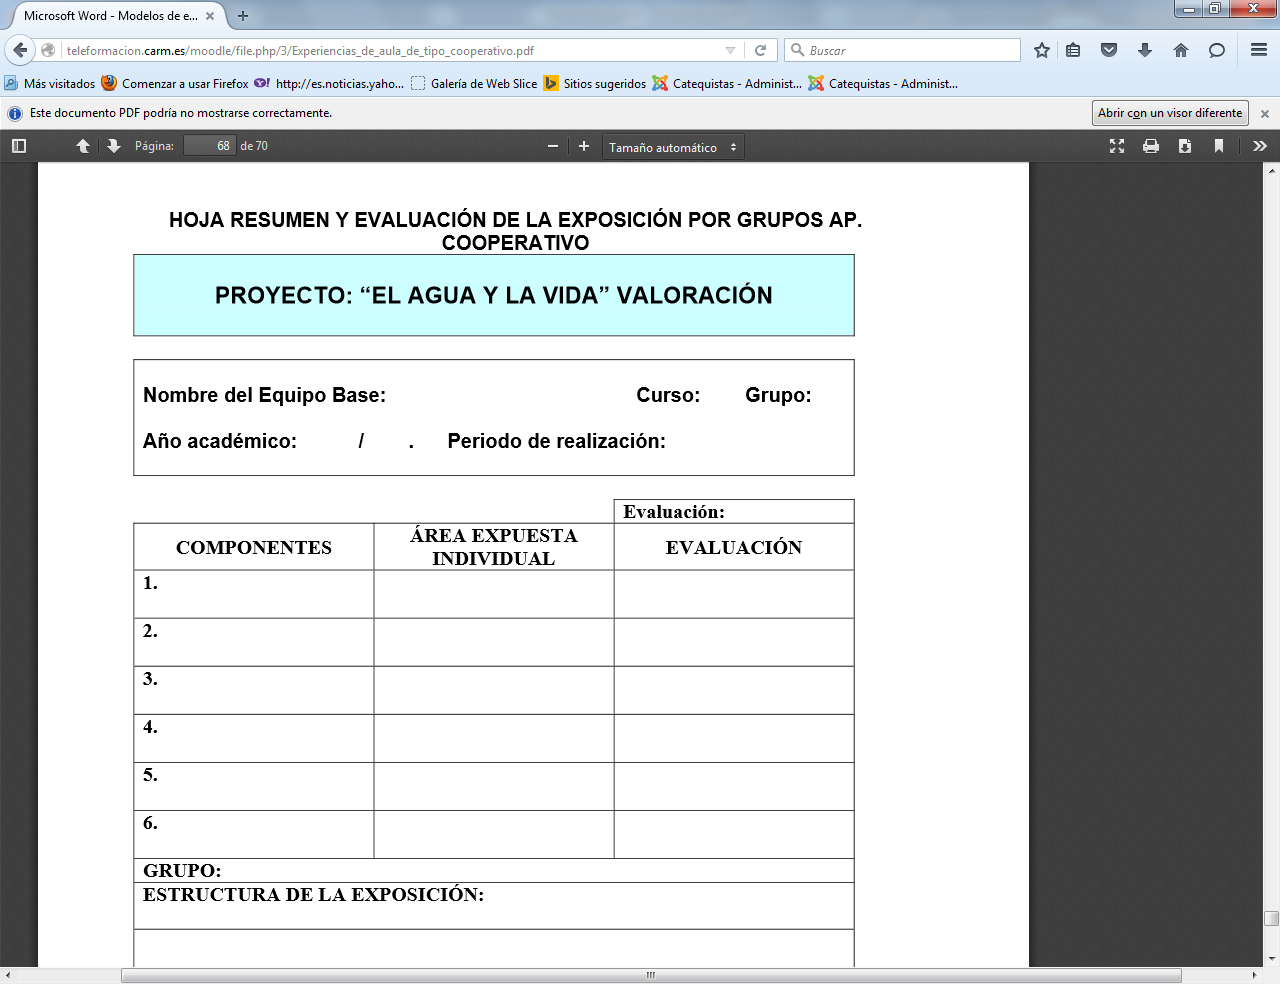 Microsoft Word - Modelos de e...
teleformacion.carm.es/moodle/file.php/3/Experiencias_de_aula_de_tipo_cooperativo.pdf
Buscar
Más visitados Comenzar a usar Firefox http://es.noticias.yaho... Galería de Web Slice Sitios sugeridos Catequistas - Administ... Catequistas - Administ...
Este documento PDF podría no mostrarse correctamente.
Abrir con un visor diferente
Página: 68 de 70
Tamaño automático
HOJA RESUMEN Y EVALUACIÓN DE LA EXPOSICIÓN POR GRUPOS AP.
COOPERATIVO
PROYECTO: “EL AGUA Y LA VIDA” VALORACIÓN
Nombre del Equipo Base: Curso: Grupo:
Año académico: / . Periodo de realización:
Evaluación:
COMPONENTES
ÁREA EXPUESTA
INDIVIDUAL
EVALUACIÓN
1.
2.
3.
4.
5.
6.
GRUPO:
ESTRUCTURA DE LA EXPOSICIÓN: